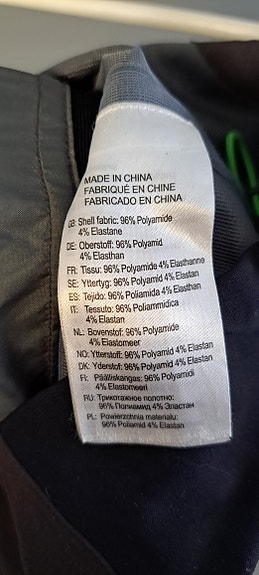 MADE IN CHINA
FABRIQUÉ EN CHINE
FABRICADO EN CHINA
GB: Shell fabric: 96% Polyamide
4% Elastane
DE: Oberstoff: 96% Polyamid
4% Elasthan
FR: Tissu: 96% Polyamide 4% Elasthanne
SE: Yttertyg: 96% Polyamid 4% Elastan
ES: Tejido: 96% Poliamida 4% Elasthan
IT: Tessuto: 96% Poliammidica
4% Elastan
NL: Bovenstof: 96% Polyamide
4% Elastomeer
NO: Ytterstoff: 96% Polyamid 4% Elastan
DK: Yderstof: 96% Polyamid 4% Elastan
FI: Päälliskangas: 96% Polyamidi
4% Elastomeeri
RU: Трикотажное полотно:
96% Полиамид 4% Эластан
PL: Powierzchnia materialu:
96% Poliamid 4% Elastan